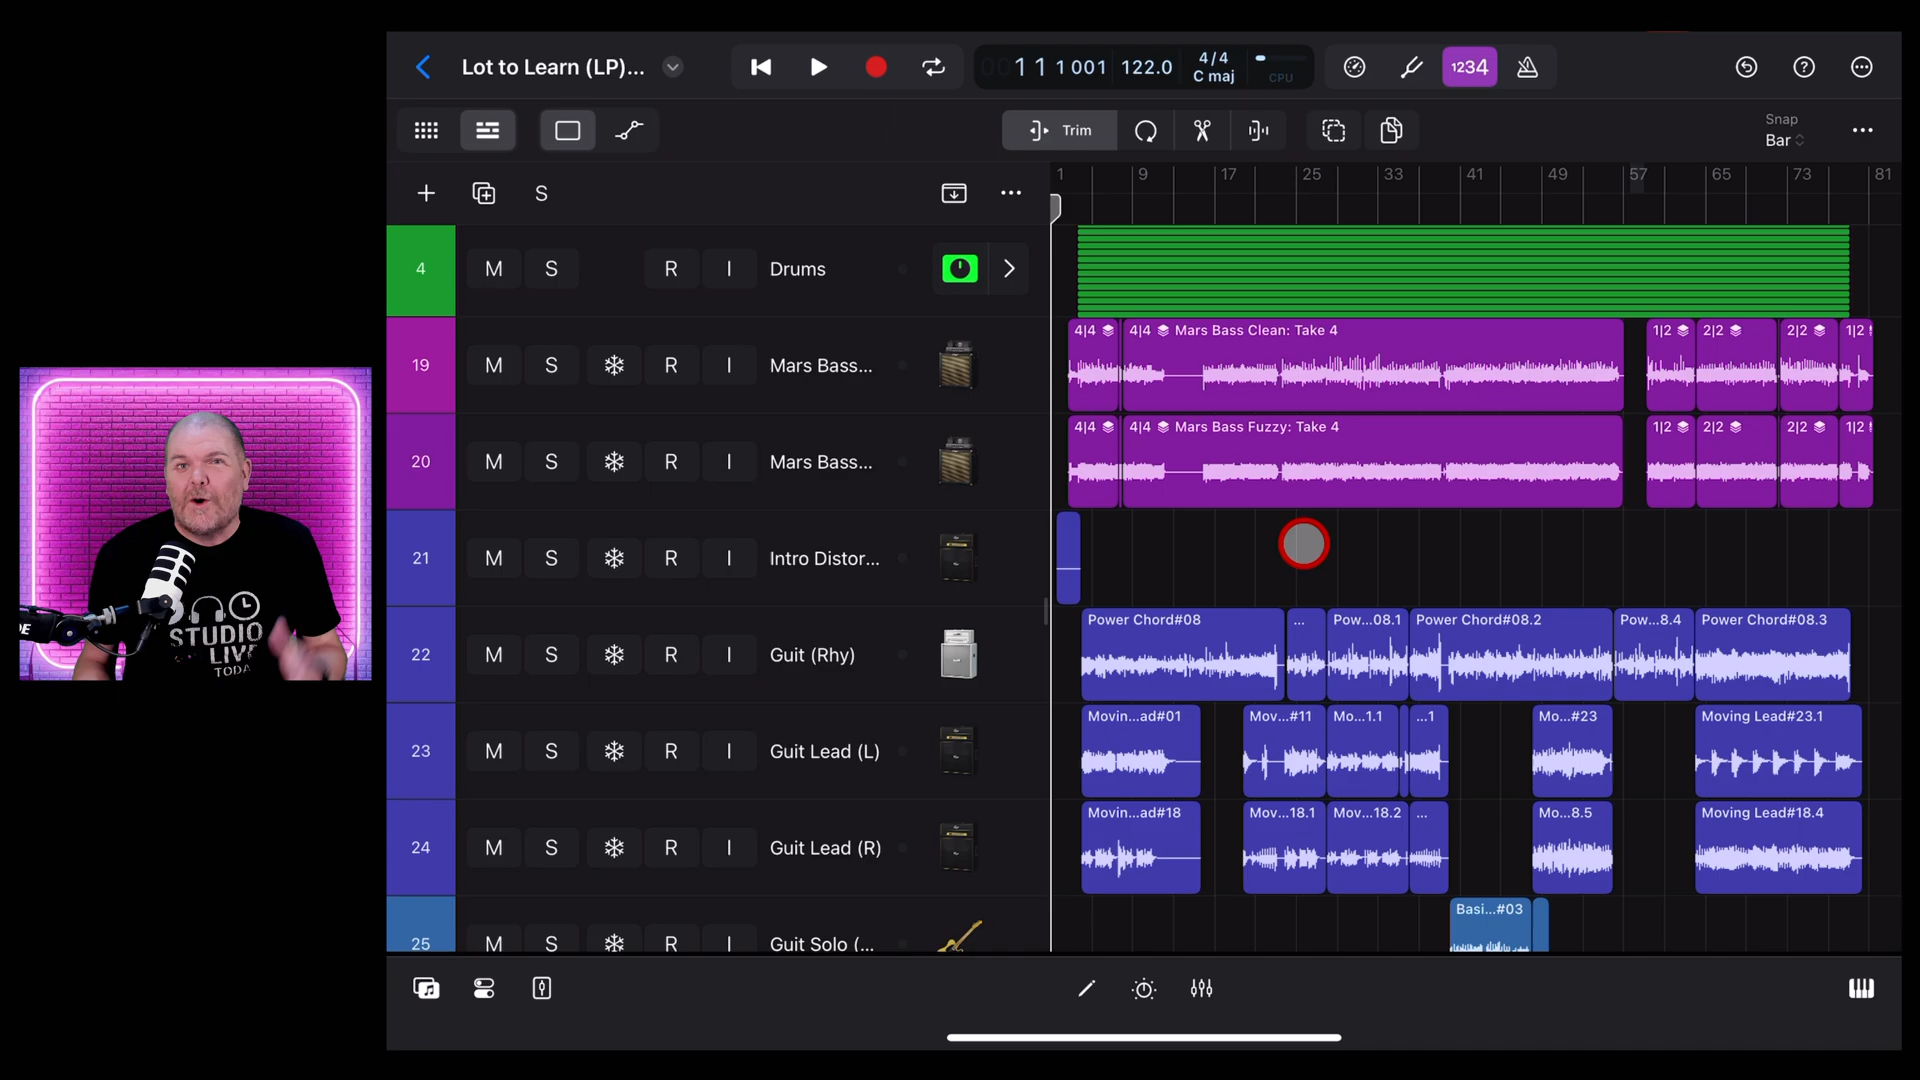 Lot to Learn (LP)...
11 1 001
122.0
4/4
C maj
CPU
1234
Trim
Snap
Bar
S
1 9 17 25 33 41 49 57 65 73 81
4 M S R I Drums
19 M S R I Mars Bass...
4|4 4|4 Mars Bass Clean: Take 4 1|2 2|2 2|2 1|2
20 M S R I Mars Bass...
4|4 4|4 Mars Bass Fuzzy: Take 4 1|2 2|2 2|2 1|2
21 M S R I Intro Distor...
22 M S R I Guit (Rhy)
Power Chord#08 ... Pow...08.1 Power Chord#08.2 Pow...8.4 Power Chord#08.3
23 M S R I Guit Lead (L)
Movin...ad#01 Mov...#11 Mo...1.1 ...1 Mo...#23 Moving Lead#23.1
24 M S R I Guit Lead (R)
Movin...ad#18 Mov...18.1 Mov...18.2 ... Mo...8.5 Moving Lead#18.4
25 M S R I Guit Solo (...
Basi...#03
DE
STUDIO
LIVE
TODA